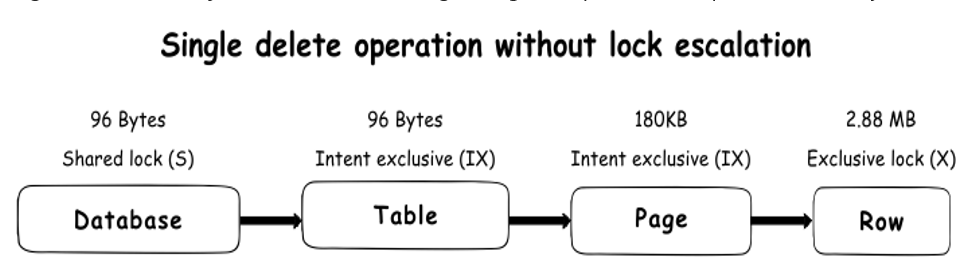 Single delete operation without lock escalation
96 Bytes
96 Bytes
180KB
2.88 MB
Shared lock (S)
Intent exclusive (IX)
Intent exclusive (IX)
Exclusive lock (X)
Database
Table
Page
Row